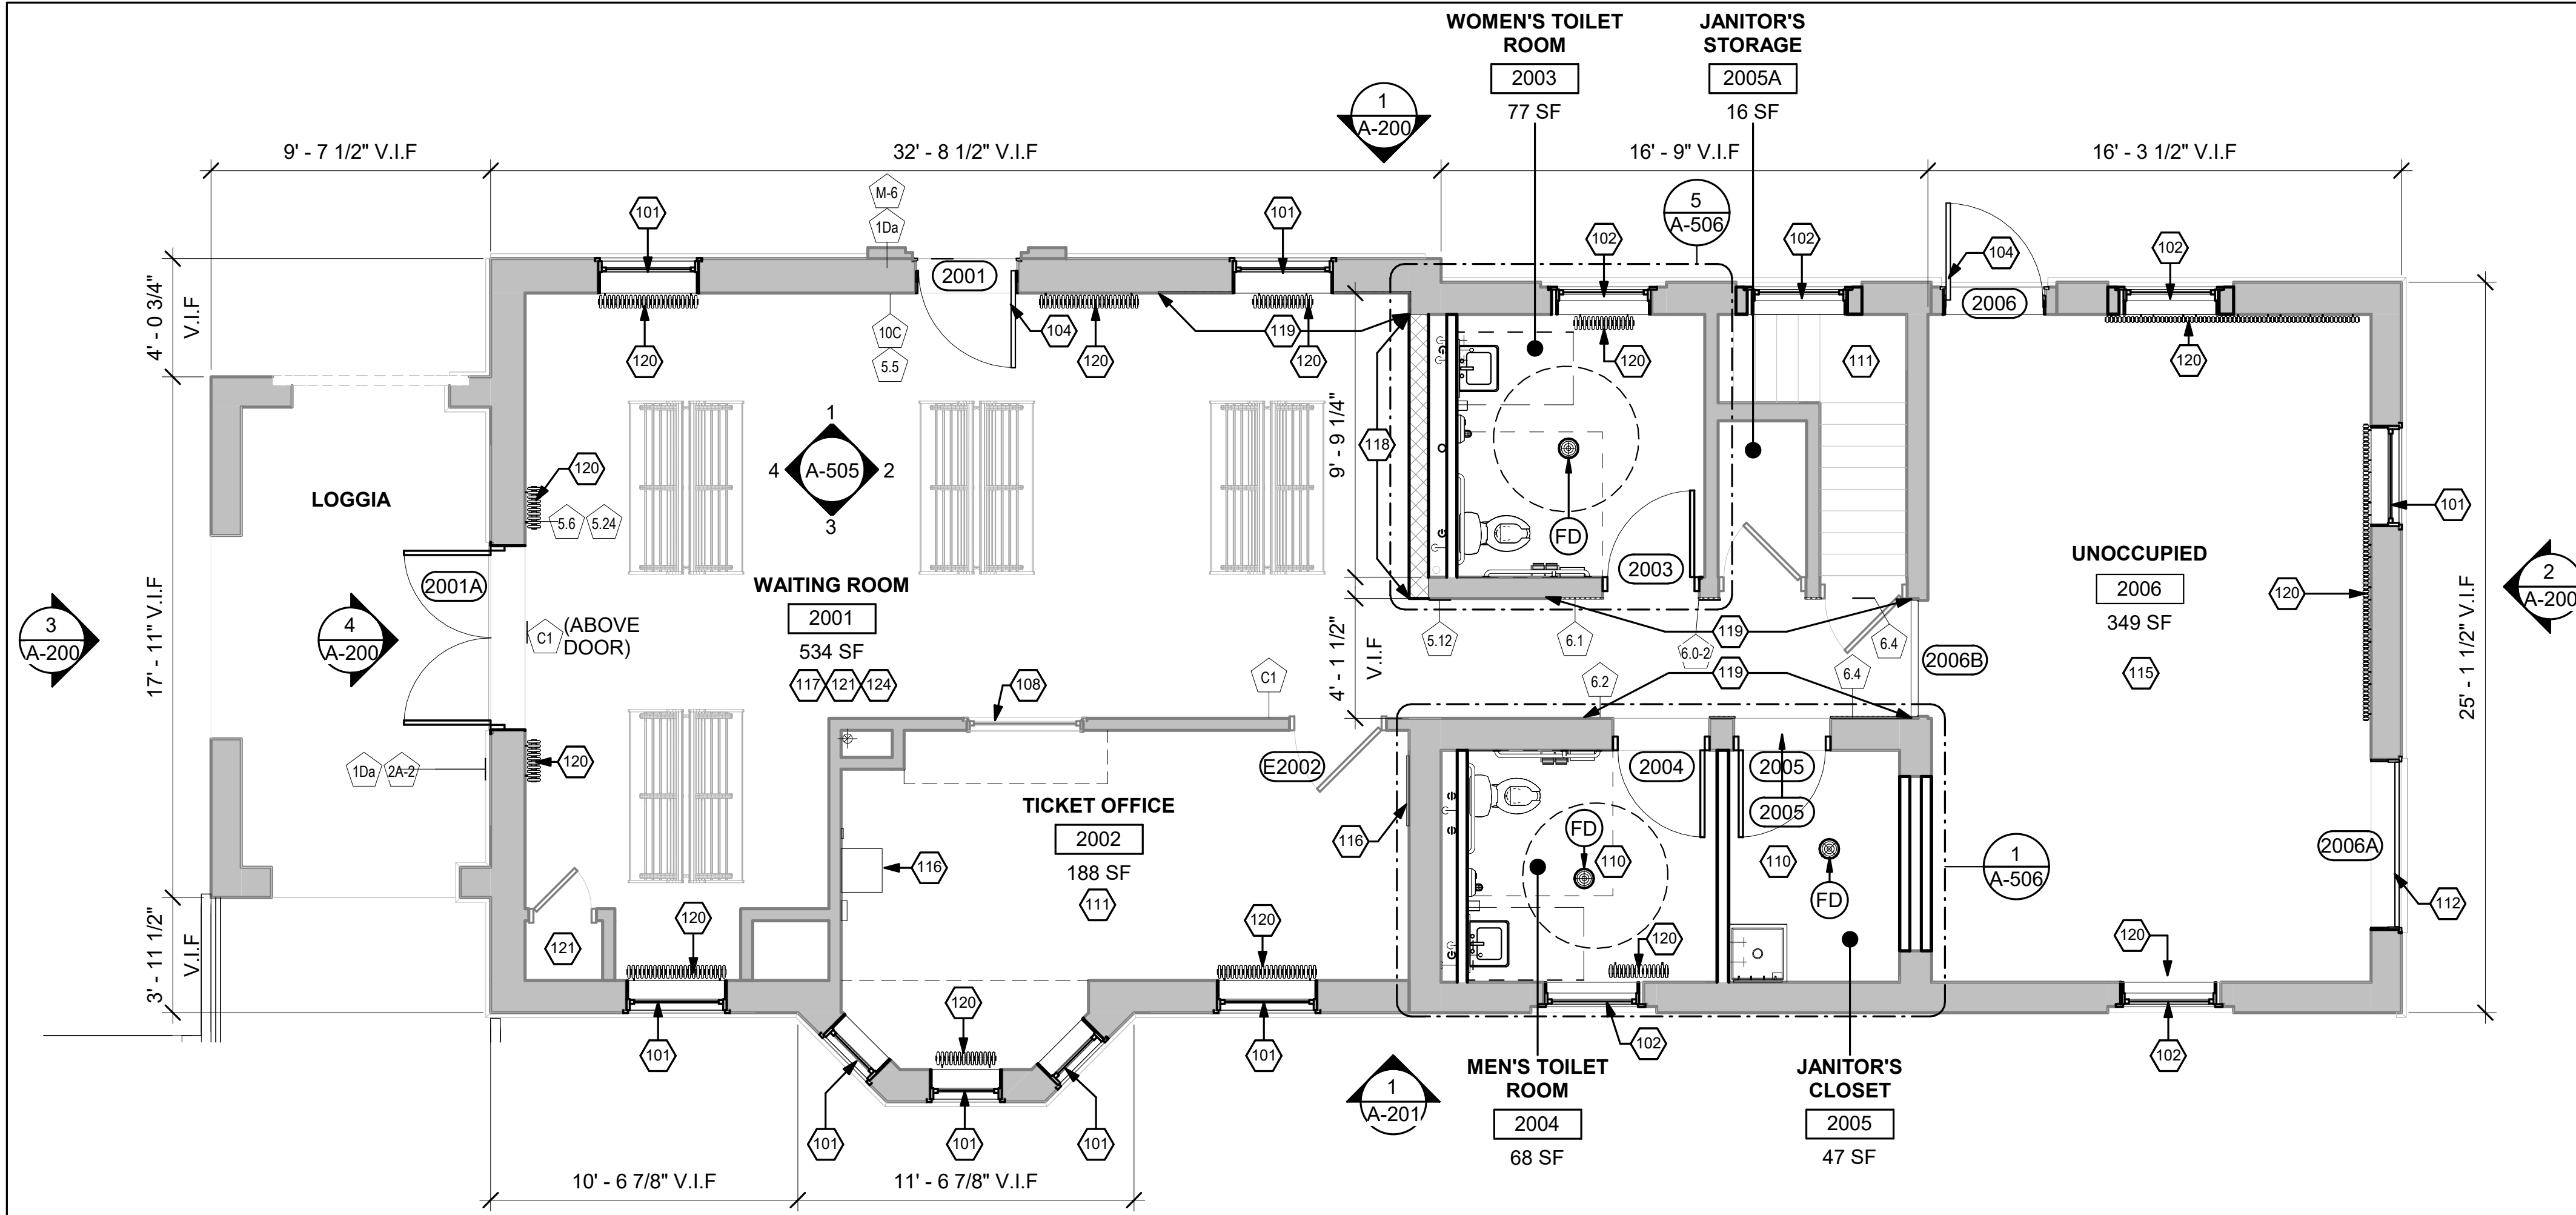 WOMEN'S TOILET
ROOM
2003
77 SF
JANITOR'S
STORAGE
2005A
16 SF
1
A-200
9' - 7 1/2" V.I.F
32' - 8 1/2" V.I.F
16' - 9" V.I.F
16' - 3 1/2" V.I.F
M-6
1Da
5
A-506
101
101
102
102
104
102
2001
2006
4' - 0 3/4"
V.I.F
10C
5.5
104
119
120
120
120
120
111
120
9' - 9 1/4"
118
1
4
A-505
2
3
LOGGIA
120
5.6
5.24
101
FD
2003
UNOCCUPIED
2006
349 SF
115
120
2
A-200
25' - 1 1/2" V.I.F
17' - 11" V.I.F
2001A
WAITING ROOM
2001
534 SF
117
121
124
3
A-200
4
A-200
C1
(ABOVE
DOOR)
4' - 1 1/2"
V.I.F
5.12
6.1
6.0-2
119
6.4
2006B
108
C1
6.2
119
6.4
1Da
2A-2
120
E2002
2004
2005
2005
TICKET OFFICE
2002
188 SF
111
116
116
FD
110
110
FD
1
A-506
2006A
112
3' - 11 1/2"
V.I.F
121
120
120
120
120
120
101
101
101
101
101
102
102
1
A-201
MEN'S TOILET
ROOM
2004
68 SF
JANITOR'S
CLOSET
2005
47 SF
10' - 6 7/8" V.I.F
11' - 6 7/8" V.I.F